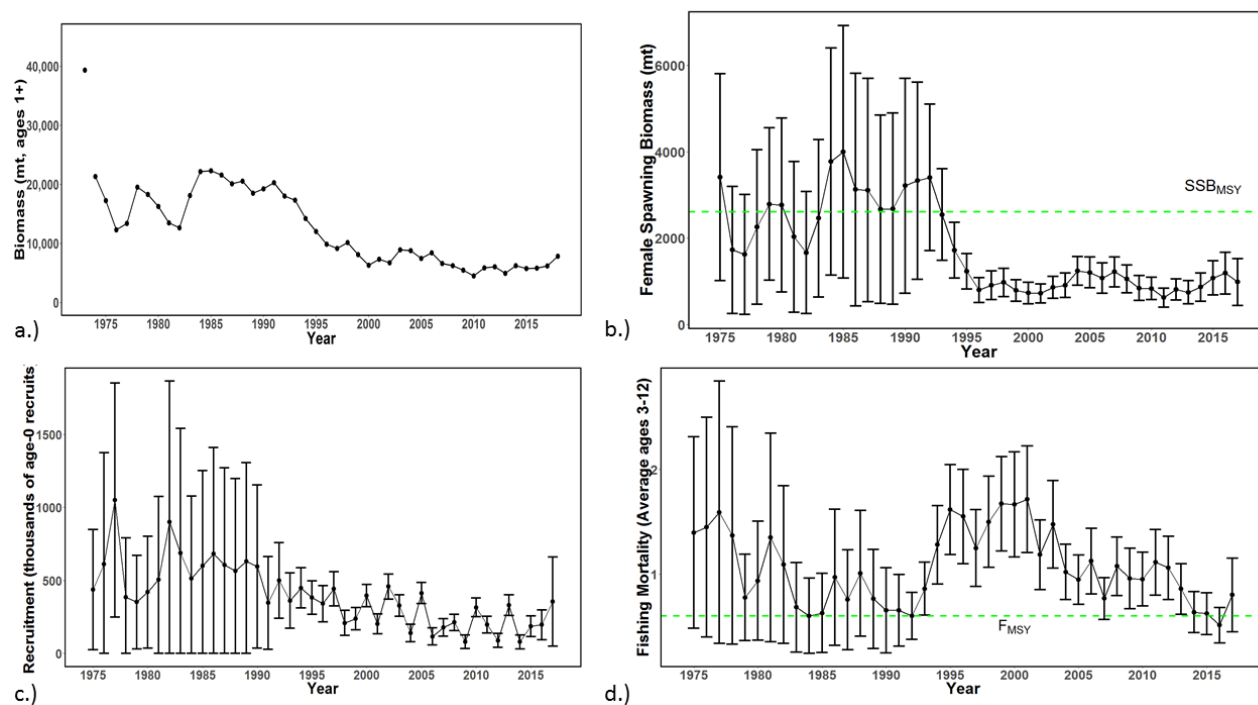 Biomass (mt, ages 1+)
40,000
30,000
20,000
10,000
0
1975 1980 1985 1990 1995 2000 2005 2010 2015
Year
a.)
Female Spawning Biomass (mt)
6000
4000
2000
0
SSBMSY
1975 1980 1985 1990 1995 2000 2005 2010 2015
Year
b.)
Recruitment (thousands of age-0 recruits)
1500
1000
500
0
1975 1980 1985 1990 1995 2000 2005 2010 2015
Year
c.)
Fishing Mortality (Average ages 3-12)
2
1
FMSY
1975 1980 1985 1990 1995 2000 2005 2010 2015
Year
d.)